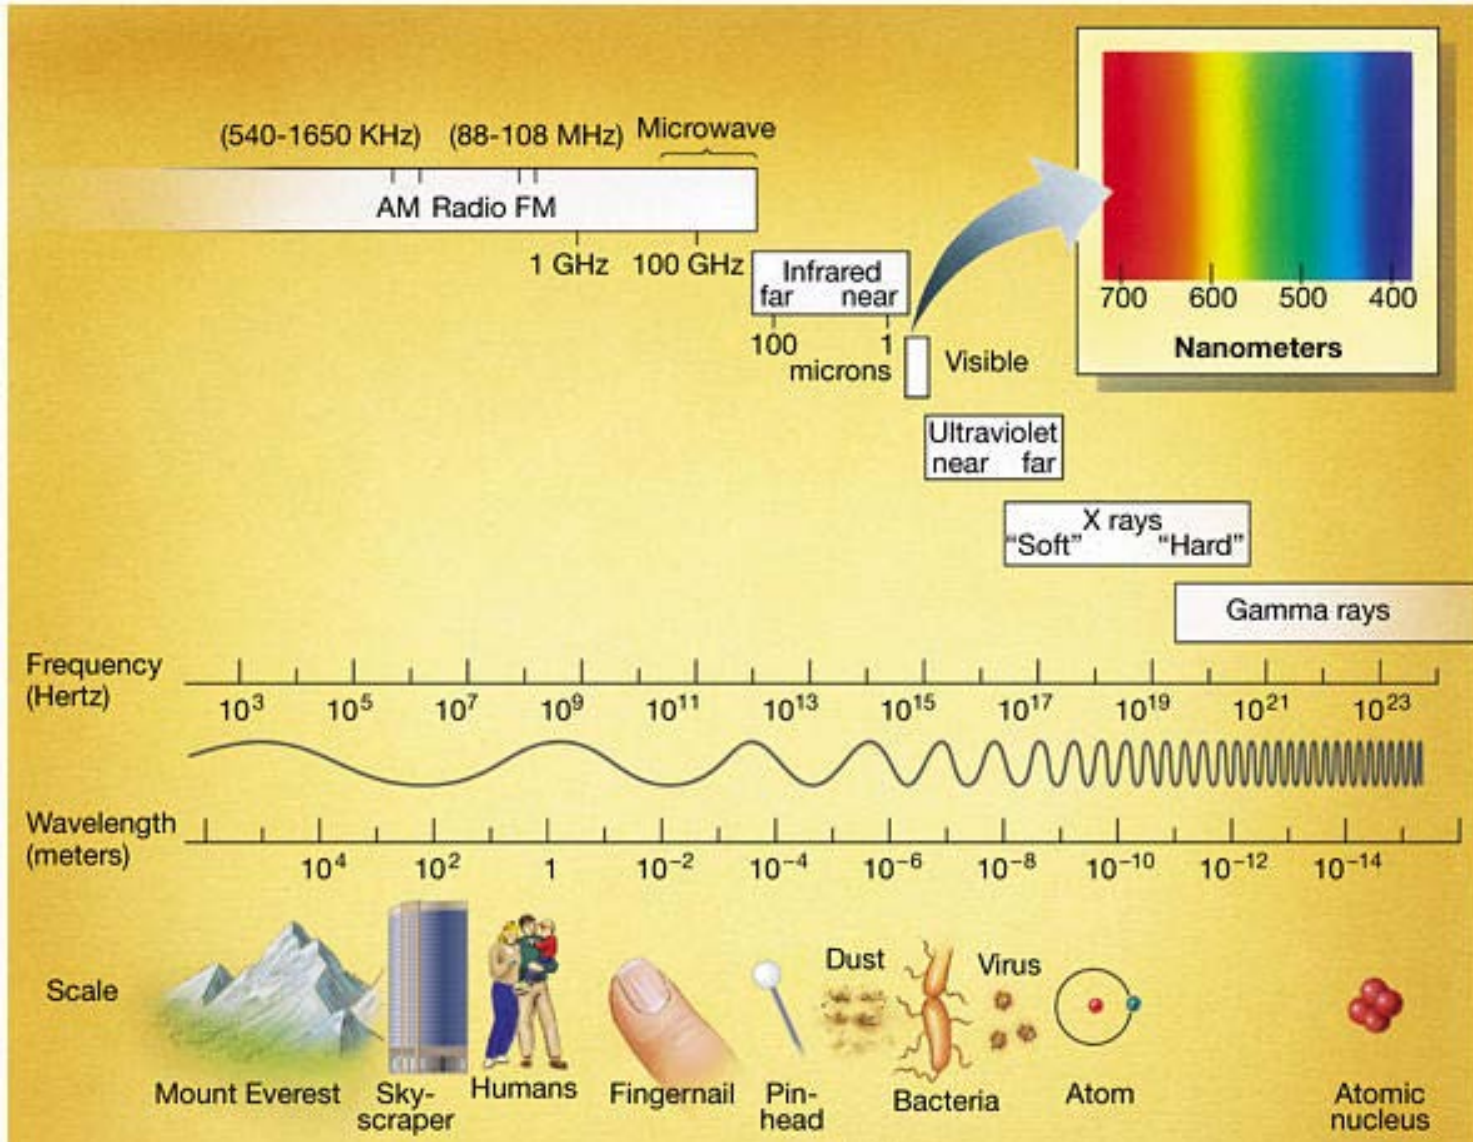 (540-1650 KHz) (88-108 MHz) Microwave
AM Radio FM
1 GHz 100 GHz
Infrared
far near
100 1
microns
Visible
700 600 500 400
Nanometers
Ultraviolet
near far
X rays
“Soft” “Hard”
Gamma rays
Frequency
(Hertz)
10³ 10⁵ 10⁷ 10⁹ 10¹¹ 10¹³ 10¹⁵ 10¹⁷ 10¹⁹ 10²¹ 10²³
Wavelength
(meters)
10⁴ 10² 1 10⁻² 10⁻⁴ 10⁻⁶ 10⁻⁸ 10⁻¹⁰ 10⁻¹² 10⁻¹⁴
Scale
Dust
Virus
Mount Everest
Sky-
scraper
Humans
Fingernail
Pin-
head
Bacteria
Atom
Atomic
nucleus